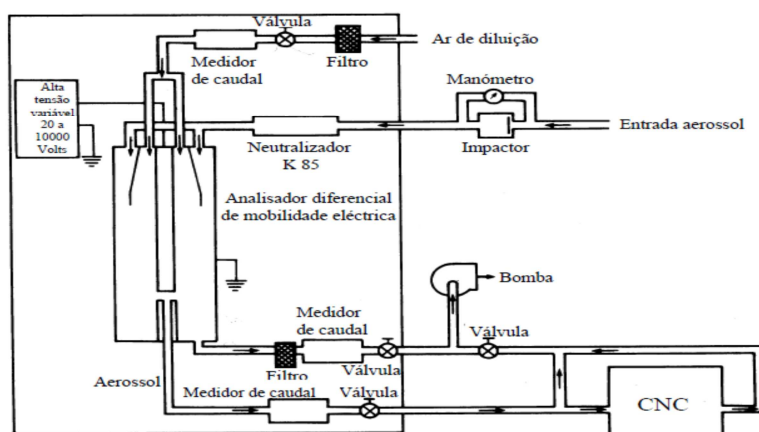 Válvula
Ar de diluição
Medidor
de caudal
Filtro
Alta
tensão
variável
20 a
10000
Volts
Manómetro
Entrada aerossol
Neutralizador
K 85
Impactor
Analisador diferencial
de mobilidade eléctrica
Bomba
Medidor
de caudal
Válvula
Válvula
Filtro
Aerossol
Medidor de caudal
Válvula
CNC